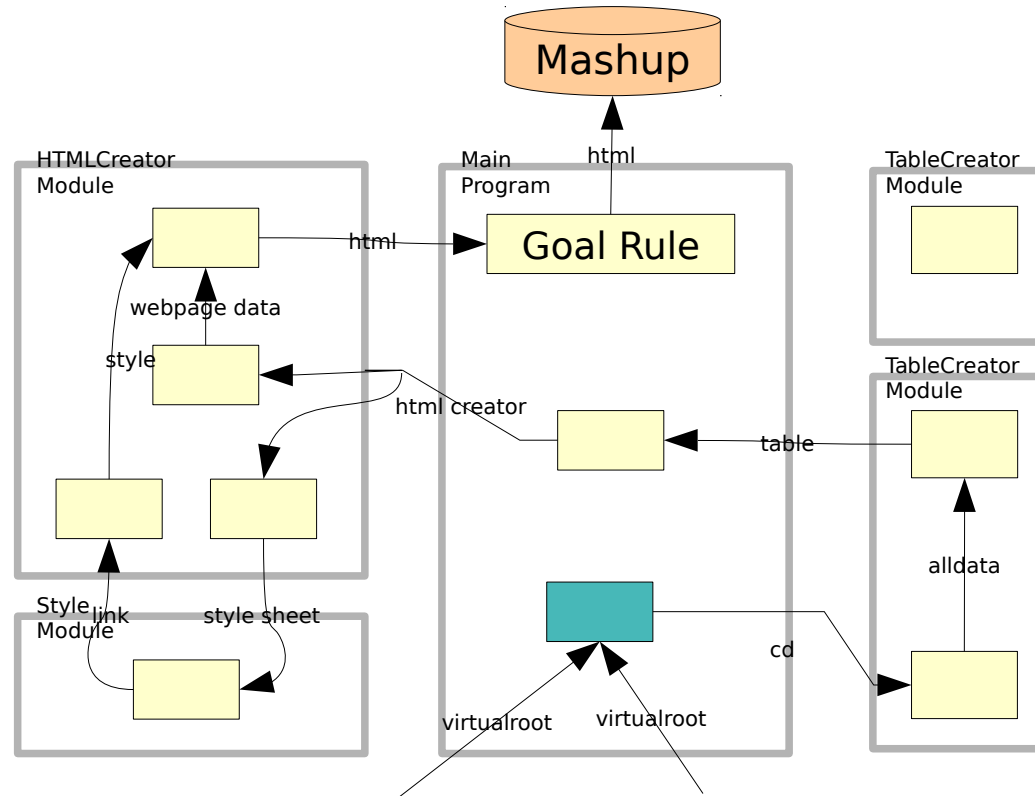 Mashup
html
HTMLCreator
Module
Main
Program
TableCreator
Module
html
Goal Rule
webpage data
style
html creator
TableCreator
Module
table
alldata
Style
Module
link
style sheet
cd
virtualroot
virtualroot